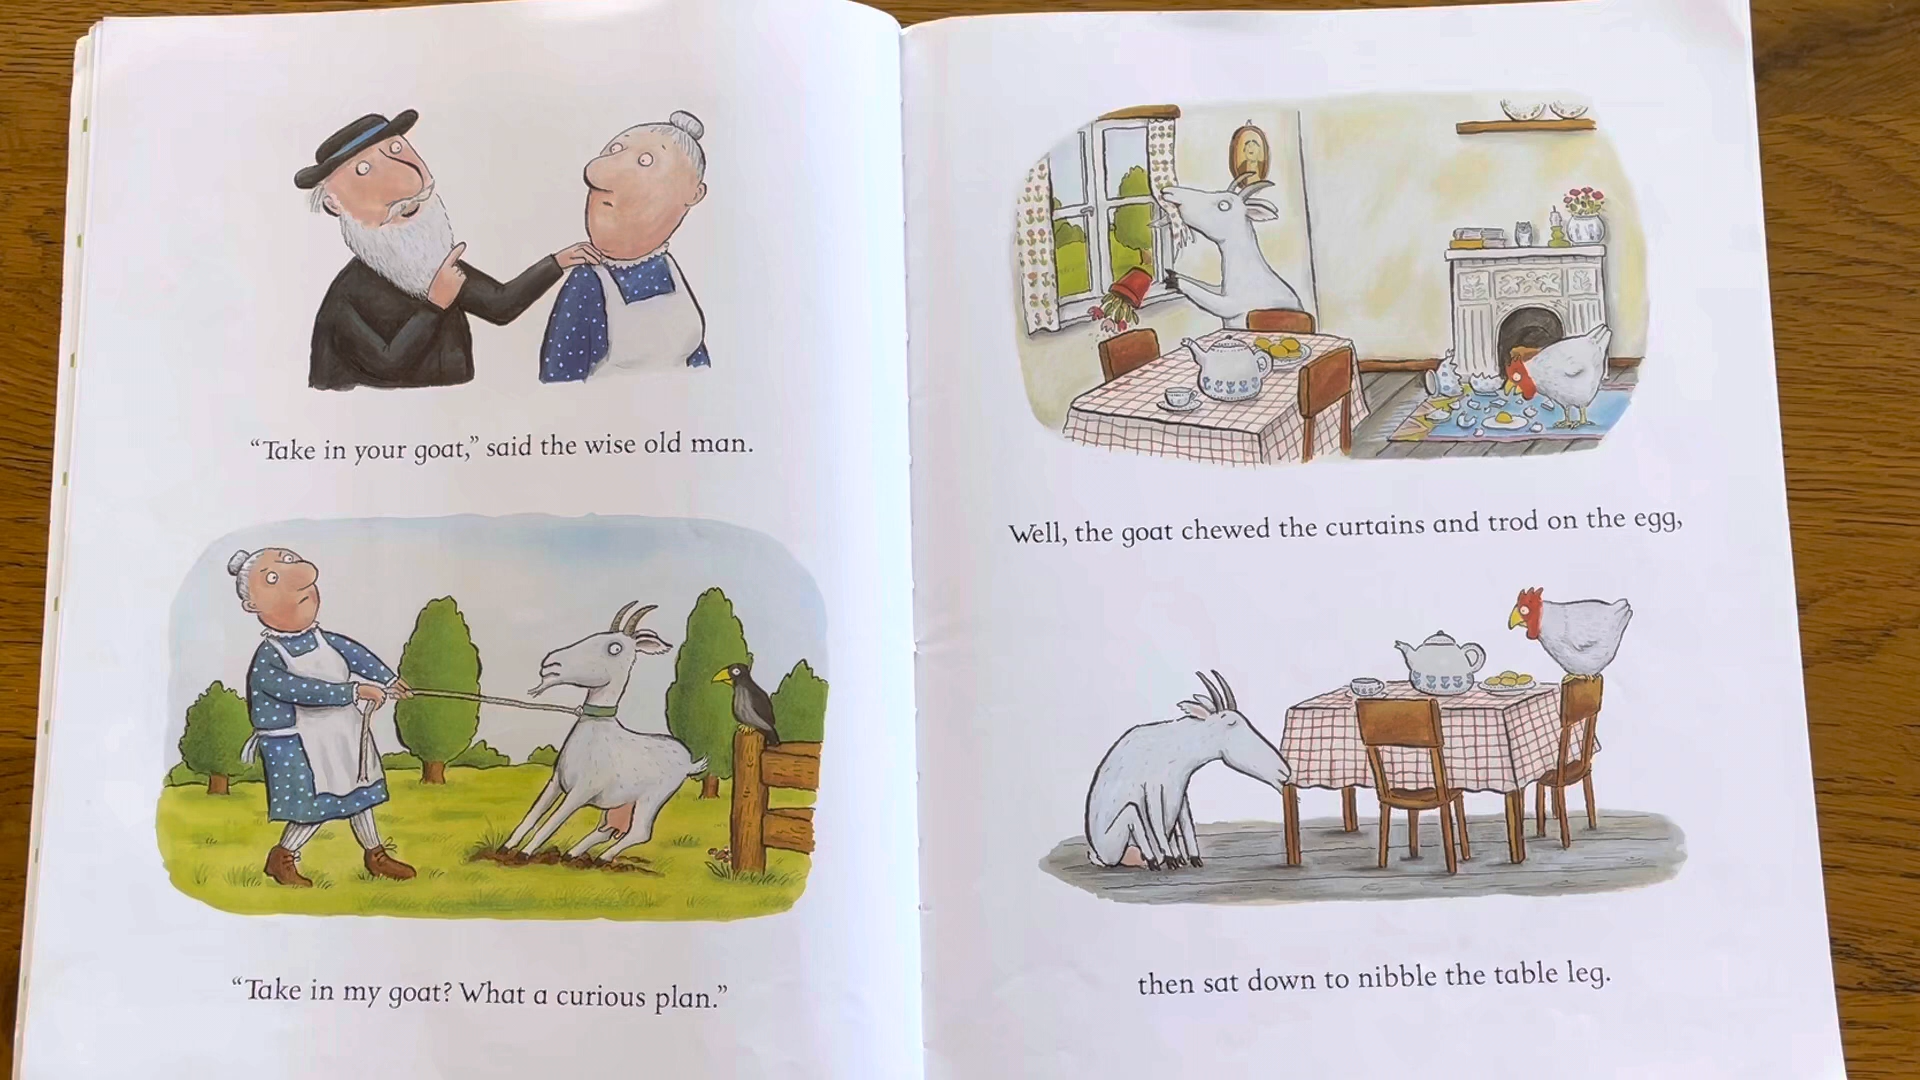 “Take in your goat,” said the wise old man.
“Take in my goat? What a curious plan.”
Well, the goat chewed the curtains and trod on the egg,
then sat down to nibble the table leg.